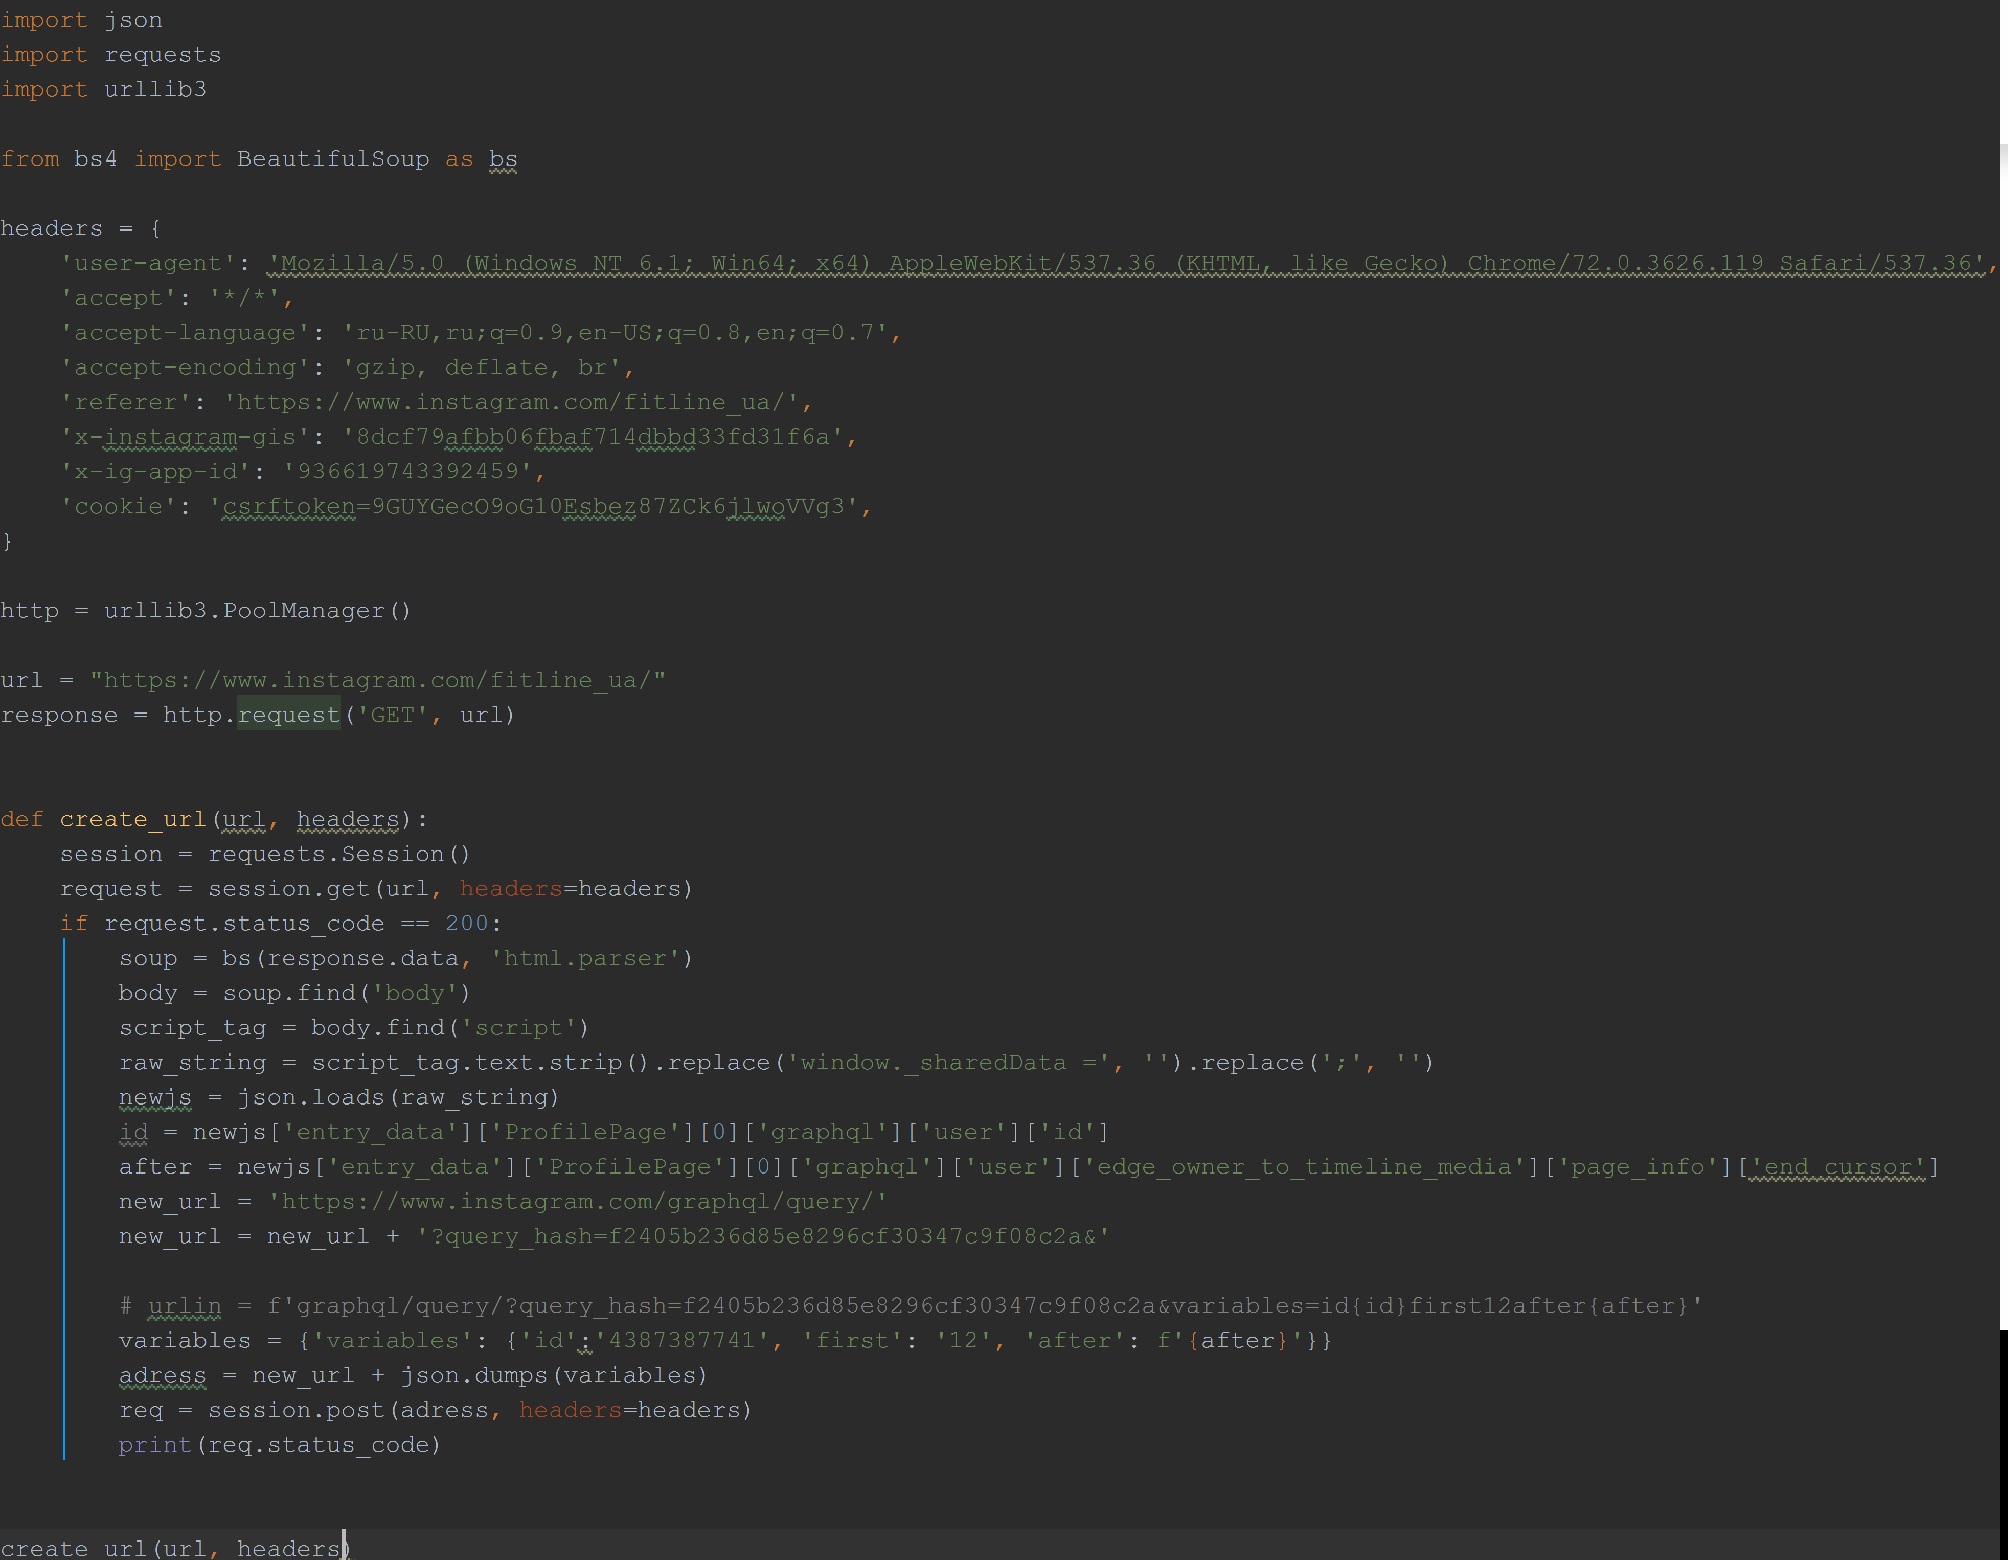 import json
import requests
import urllib3
from bs4 import BeautifulSoup as bs
headers = {
'user-agent': 'Mozilla/5.0 (Windows NT 6.1; Win64; x64) AppleWebKit/537.36 (KHTML, like Gecko) Chrome/72.0.3626.119 Safari/537.36',
'accept': '*/*',
'accept-language': 'ru-RU,ru;q=0.9,en-US;q=0.8,en;q=0.7',
'accept-encoding': 'gzip, deflate, br',
'referer': 'https://www.instagram.com/fitline_ua/',
'x-instagram-gis': '8dcf79afbb06fbaf714dbbd33fd31f6a',
'x-ig-app-id': '936619743392459',
'cookie': 'csrftoken=9GUYGecO9oG10Esbez87ZCk6jlwoVVg3',
}
http = urllib3.PoolManager()
url = "https://www.instagram.com/fitline_ua/"
response = http.request('GET', url)
def create_url(url, headers):
session = requests.Session()
request = session.get(url, headers=headers)
if request.status_code == 200:
soup = bs(response.data, 'html.parser')
body = soup.find('body')
script_tag = body.find('script')
raw_string = script_tag.text.strip().replace('window._sharedData =', '').replace(';', '')
newjs = json.loads(raw_string)
id = newjs['entry_data']['ProfilePage'][0]['graphql']['user']['id']
after = newjs['entry_data']['ProfilePage'][0]['graphql']['user']['edge_owner_to_timeline_media']['page_info']['end_cursor']
new_url = 'https://www.instagram.com/graphql/query/'
new_url = new_url + '?query_hash=f2405b236d85e8296cf30347c9f08c2a&'
# urlin = f'graphql/query/?query_hash=f2405b236d85e8296cf30347c9f08c2a&variables=id{id}first12after{after}'
variables = {'variables': {'id':'4387387741', 'first': '12', 'after': f'{after}'}}
adress = new_url + json.dumps(variables)
req = session.post(adress, headers=headers)
print(req.status_code)
create_url(url, headers)